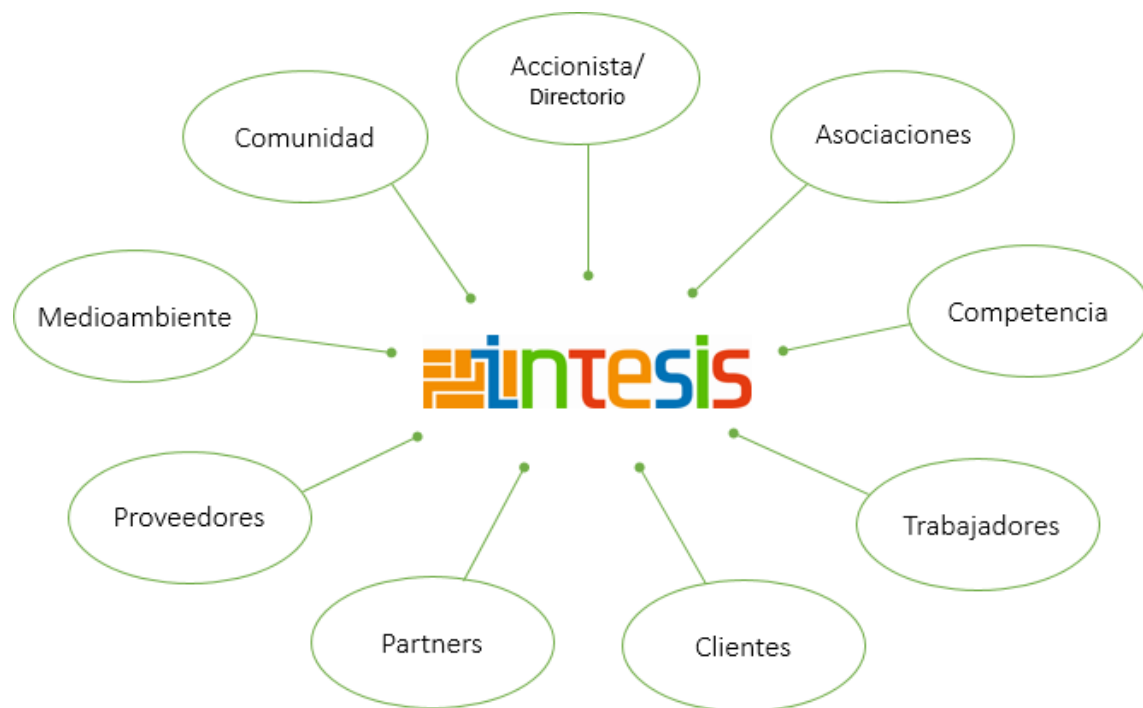 Accionista/
Directorio
Comunidad
Asociaciones
Medioambiente
Competencia
intesis
Proveedores
Trabajadores
Partners
Clientes